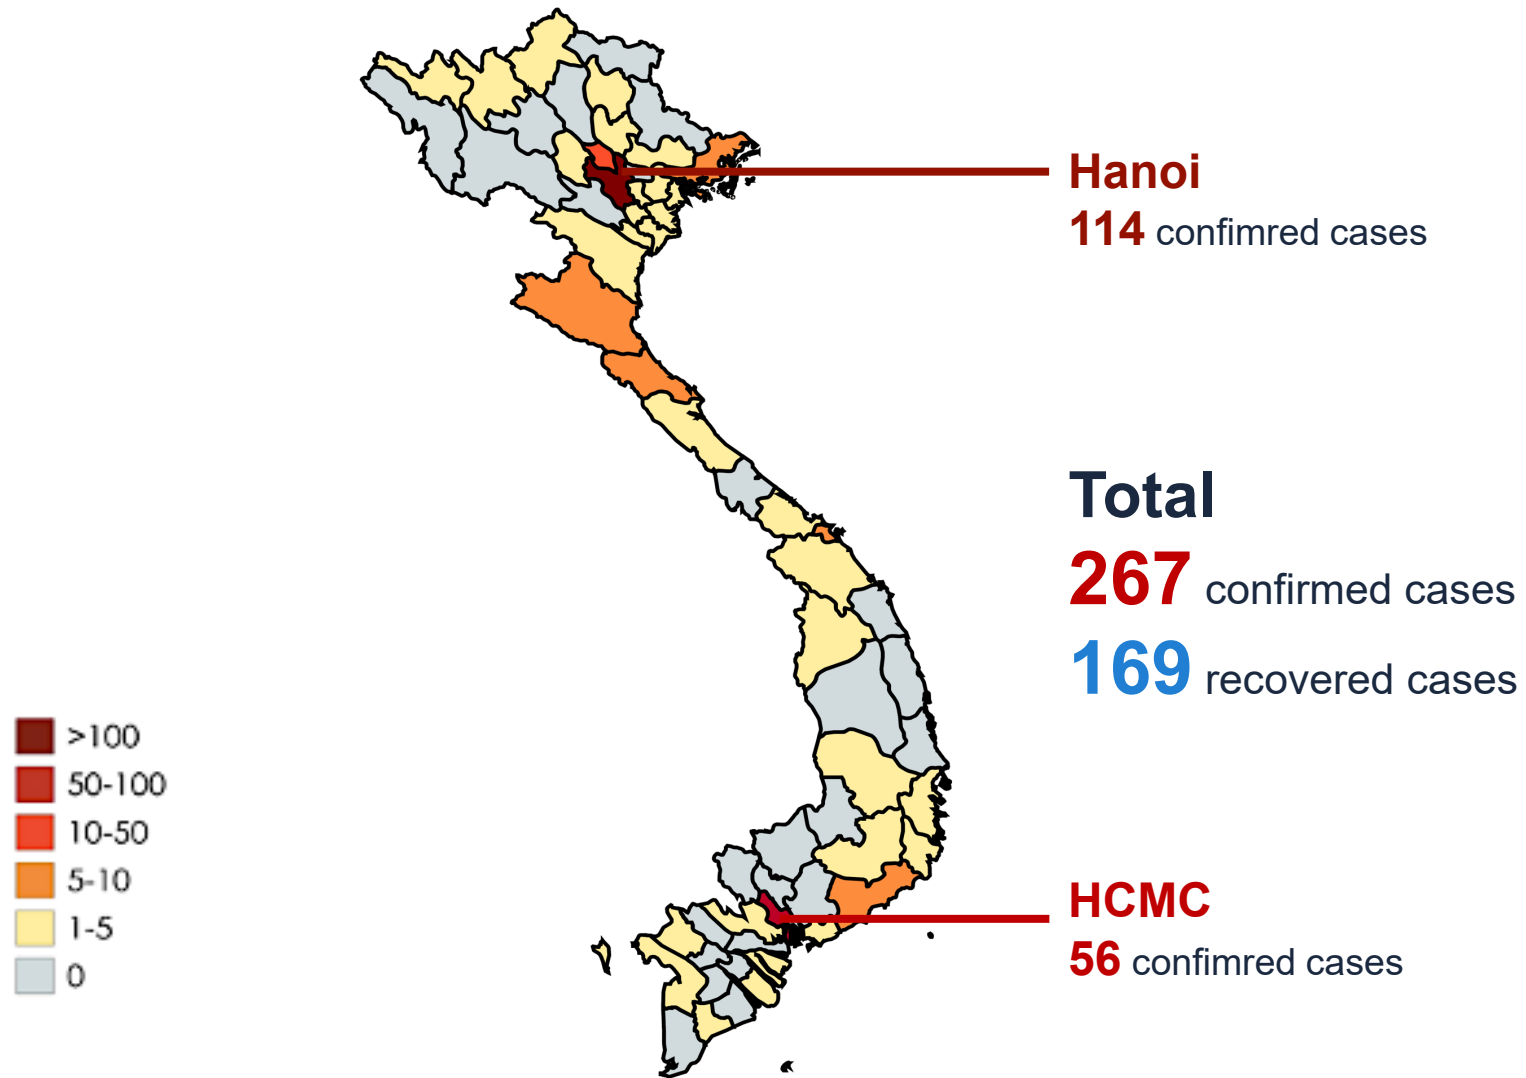 Hanoi
114 confimred cases
Total
267 confirmed cases
169 recovered cases
>100
50-100
10-50
5-10
1-5
0
HCMC
56 confimred cases